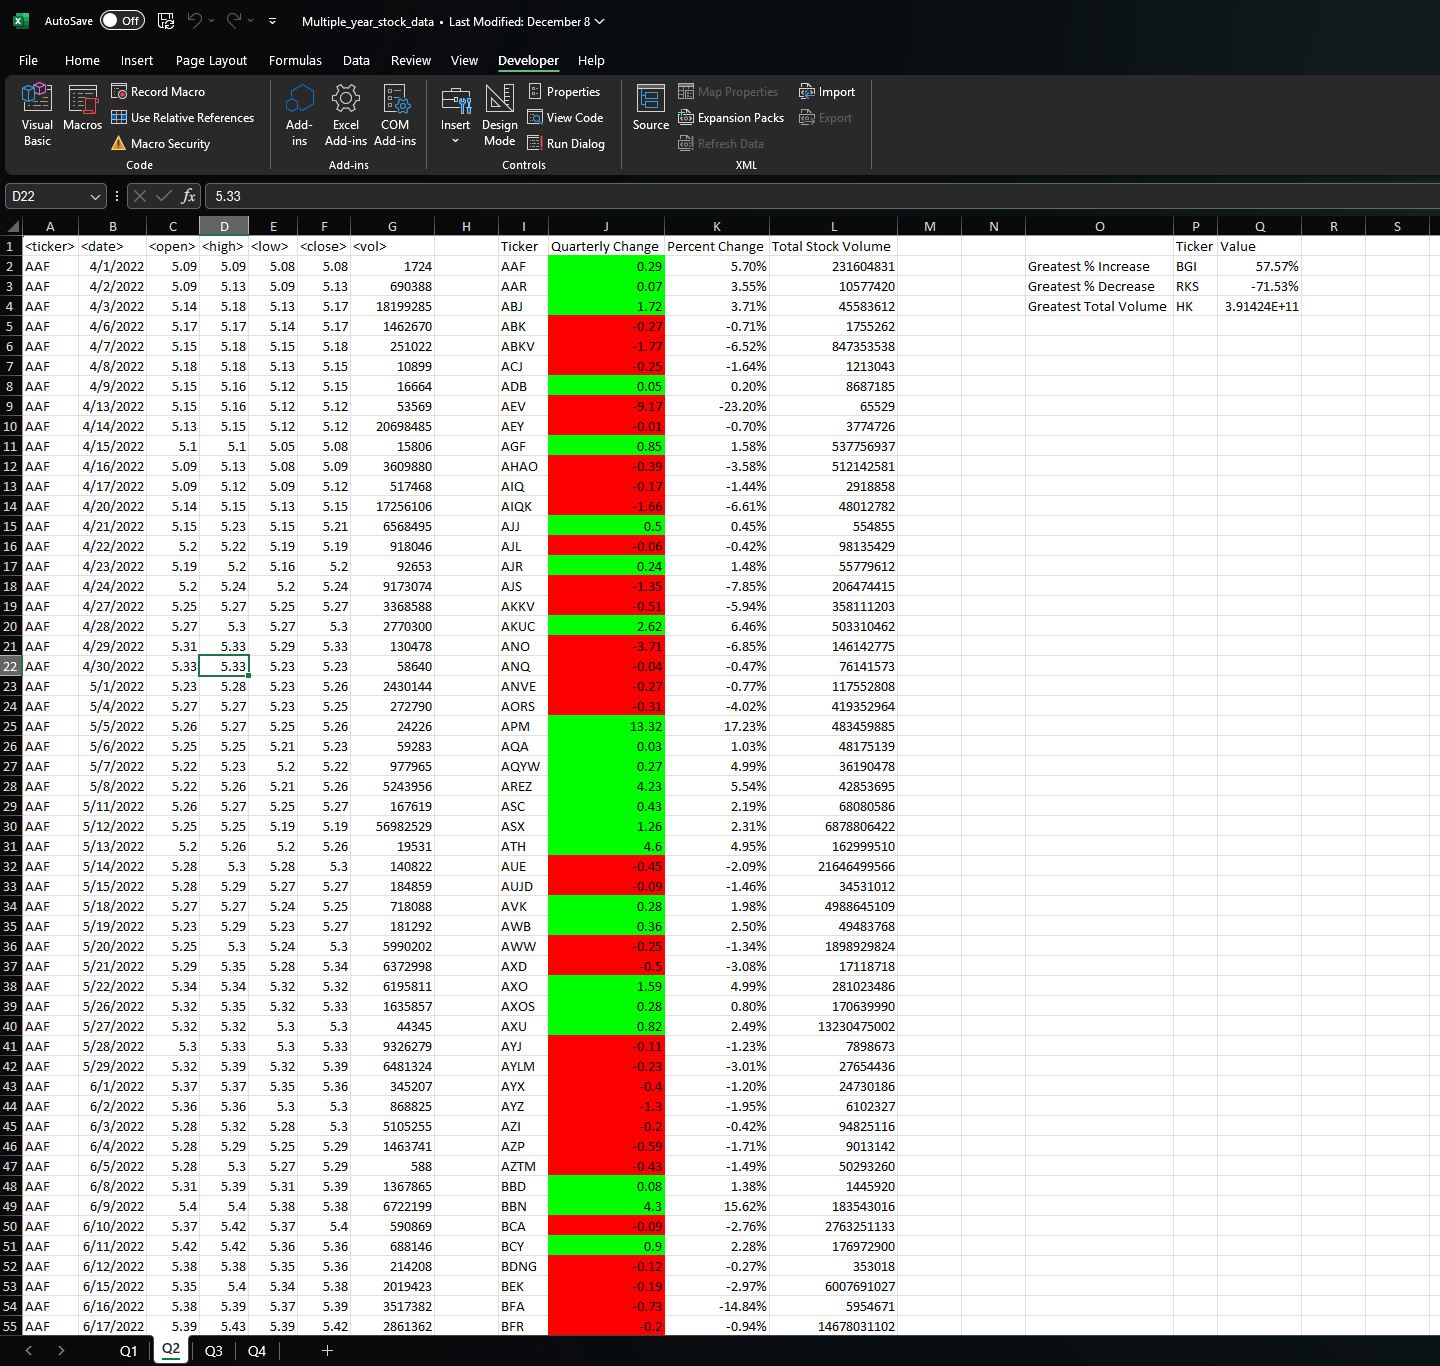 AutoSave Off Multiple_year_stock_data • Last Modified: December 8
File Home Insert Page Layout Formulas Data Review View Developer Help
Visual Basic
Macros
Record Macro
Use Relative References
Macro Security
Code
Add-ins
Excel Add-ins
COM Add-ins
Add-ins
Insert
Design Mode
Properties
View Code
Run Dialog
Controls
Source
Map Properties
Expansion Packs
Refresh Data
Import
Export
XML
D22 fx 5.33
A B C D E F G H I J K L M N O P Q R S
1 <ticker> <date> <open> <high> <low> <close> <vol> Ticker Quarterly Change Percent Change Total Stock Volume Ticker Value
2 AAF 4/1/2022 5.09 5.09 5.08 5.08 1724 AAF 0.29 5.70% 231604831 Greatest % Increase BGI 57.57%
3 AAF 4/2/2022 5.09 5.13 5.09 5.13 690388 AAR 0.07 3.55% 10577420 Greatest % Decrease RKS -71.53%
4 AAF 4/3/2022 5.14 5.18 5.13 5.17 18199285 ABJ 1.72 3.71% 45583612 Greatest Total Volume HK 3.91424E+11
5 AAF 4/6/2022 5.17 5.17 5.14 5.17 1462670 ABK -0.27 -0.71% 1755262
6 AAF 4/7/2022 5.15 5.18 5.15 5.18 251022 ABKV -1.77 -6.52% 847353538
7 AAF 4/8/2022 5.18 5.18 5.13 5.15 10899 ACJ -0.25 -1.64% 1213043
8 AAF 4/9/2022 5.15 5.16 5.12 5.15 16664 ADB 0.05 0.20% 8687185
9 AAF 4/13/2022 5.15 5.16 5.12 5.12 53569 AEV -9.17 -23.20% 65529
10 AAF 4/14/2022 5.13 5.15 5.12 5.12 20698485 AEY -0.01 -0.70% 3774726
11 AAF 4/15/2022 5.1 5.1 5.05 5.08 15806 AGF 0.85 1.58% 537756937
12 AAF 4/16/2022 5.09 5.13 5.08 5.09 3609880 AHAO -0.39 -3.58% 512142581
13 AAF 4/17/2022 5.09 5.12 5.09 5.12 517468 AIQ -0.17 -1.44% 2918858
14 AAF 4/20/2022 5.14 5.15 5.13 5.15 17256106 AIQK -1.66 -6.61% 48012782
15 AAF 4/21/2022 5.15 5.23 5.15 5.21 6568495 AJJ 0.5 0.45% 554855
16 AAF 4/22/2022 5.2 5.22 5.19 5.19 918046 AJL -0.06 -0.42% 98135429
17 AAF 4/23/2022 5.19 5.2 5.16 5.2 92653 AJR 0.24 1.48% 55779612
18 AAF 4/24/2022 5.2 5.24 5.2 5.24 9173074 AJS -1.35 -7.85% 206474415
19 AAF 4/27/2022 5.25 5.27 5.25 5.27 3368588 AKKV -0.51 -5.94% 358111203
20 AAF 4/28/2022 5.27 5.3 5.27 5.3 2770300 AKUC 2.62 6.46% 503310462
21 AAF 4/29/2022 5.31 5.33 5.29 5.33 130478 ANO -3.71 -6.85% 146142775
22 AAF 4/30/2022 5.33 5.33 5.23 5.23 58640 ANQ -0.04 -0.47% 76141573
23 AAF 5/1/2022 5.23 5.28 5.23 5.26 2430144 ANVE -0.27 -0.77% 117552808
24 AAF 5/4/2022 5.27 5.27 5.23 5.25 272790 AORS -0.31 -4.02% 419352964
25 AAF 5/5/2022 5.26 5.27 5.25 5.26 24226 APM 13.32 17.23% 483459885
26 AAF 5/6/2022 5.25 5.25 5.21 5.23 59283 AQA 0.03 1.03% 48175139
27 AAF 5/7/2022 5.22 5.23 5.2 5.22 977965 AQYW 0.27 4.99% 36190478
28 AAF 5/8/2022 5.22 5.26 5.21 5.26 5243956 AREZ 4.23 5.54% 42853695
29 AAF 5/11/2022 5.26 5.27 5.25 5.27 167619 ASC 0.43 2.19% 68080586
30 AAF 5/12/2022 5.25 5.25 5.19 5.19 56982529 ASX 1.26 2.31% 6878806422
31 AAF 5/13/2022 5.2 5.26 5.2 5.26 19531 ATH 4.6 4.95% 162999510
32 AAF 5/14/2022 5.28 5.3 5.28 5.3 140822 AUE -0.45 -2.09% 21646499566
33 AAF 5/15/2022 5.28 5.29 5.27 5.27 184859 AUJD -0.09 -1.46% 34531012
34 AAF 5/18/2022 5.27 5.27 5.24 5.25 718088 AVK 0.28 1.98% 4988645109
35 AAF 5/19/2022 5.23 5.29 5.23 5.27 181292 AWB 0.36 2.50% 49483768
36 AAF 5/20/2022 5.25 5.3 5.24 5.3 5990202 AWW -0.25 -1.34% 1898929824
37 AAF 5/21/2022 5.29 5.35 5.28 5.34 6372998 AXD -0.5 -3.08% 17118718
38 AAF 5/22/2022 5.34 5.34 5.32 5.32 6195811 AXO 1.59 4.99% 281023486
39 AAF 5/26/2022 5.32 5.35 5.32 5.33 1635857 AXOS 0.28 0.80% 170639990
40 AAF 5/27/2022 5.32 5.32 5.3 5.3 44345 AXU 0.82 2.49% 13230475002
41 AAF 5/28/2022 5.3 5.33 5.3 5.33 9326279 AYJ -0.11 -1.23% 7898673
42 AAF 5/29/2022 5.32 5.39 5.32 5.39 6481324 AYLM -0.23 -3.01% 27654436
43 AAF 6/1/2022 5.37 5.37 5.35 5.36 345207 AYX -0.4 -1.20% 24730186
44 AAF 6/2/2022 5.36 5.36 5.3 5.3 868825 AYZ -1.3 -1.95% 6102327
45 AAF 6/3/2022 5.28 5.32 5.28 5.3 5105255 AZI -0.2 -0.42% 94825116
46 AAF 6/4/2022 5.28 5.29 5.25 5.29 1463741 AZP -0.59 -1.71% 9013142
47 AAF 6/5/2022 5.28 5.3 5.27 5.29 588 AZTM -0.43 -1.49% 50293260
48 AAF 6/8/2022 5.31 5.39 5.31 5.39 1367865 BBD 0.08 1.38% 1445920
49 AAF 6/9/2022 5.4 5.4 5.38 5.38 6722199 BBN 4.3 15.62% 183543016
50 AAF 6/10/2022 5.37 5.42 5.37 5.4 590869 BCA -0.09 -2.76% 2763251133
51 AAF 6/11/2022 5.42 5.42 5.36 5.36 688146 BCY 0.9 2.28% 176972900
52 AAF 6/12/2022 5.38 5.38 5.35 5.36 214208 BDNG -0.12 -0.27% 353018
53 AAF 6/15/2022 5.35 5.4 5.34 5.38 2019423 BEK -0.19 -2.97% 6007691027
54 AAF 6/16/2022 5.38 5.39 5.37 5.39 3517382 BFA -0.73 -14.84% 5954671
55 AAF 6/17/2022 5.39 5.43 5.39 5.42 2861362 BFR -0.2 -0.94% 14678031102
Q1 Q2 Q3 Q4